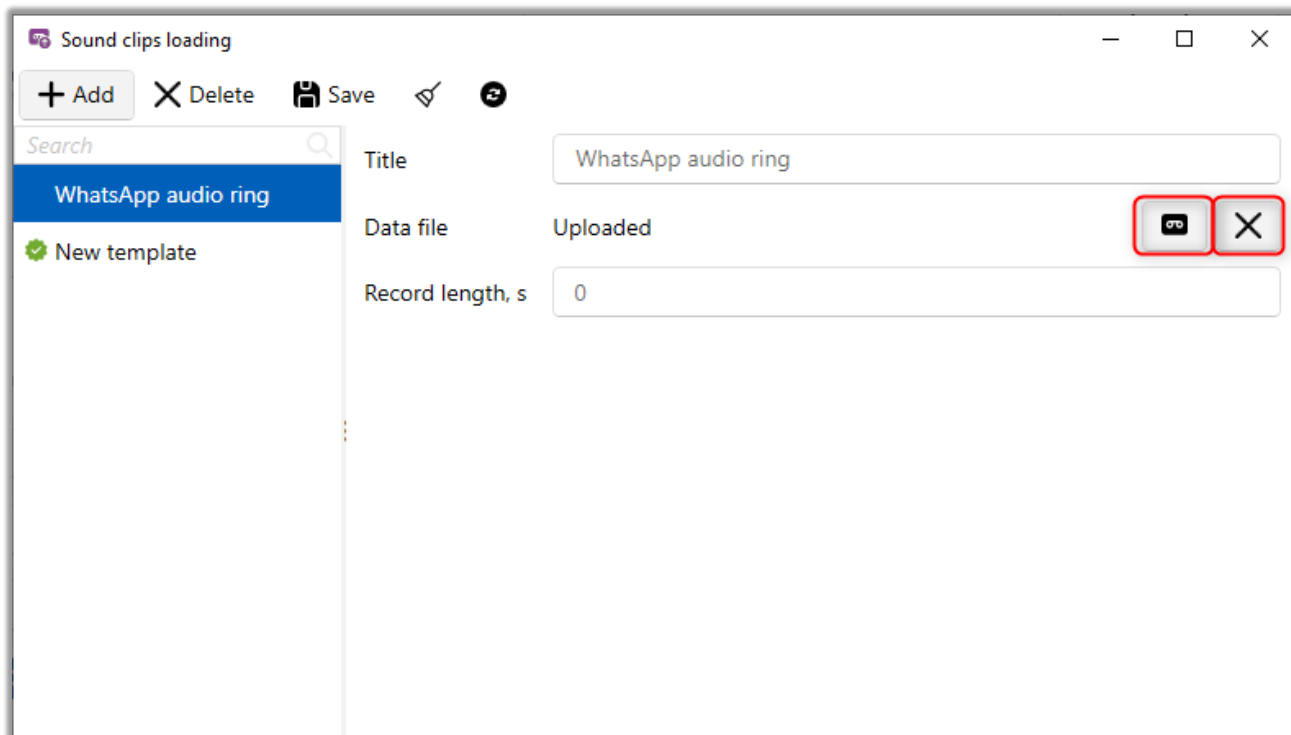 Sound clips loading
Add Delete Save
Search
WhatsApp audio ring
New template
Title WhatsApp audio ring
Data file Uploaded
Record length, s 0